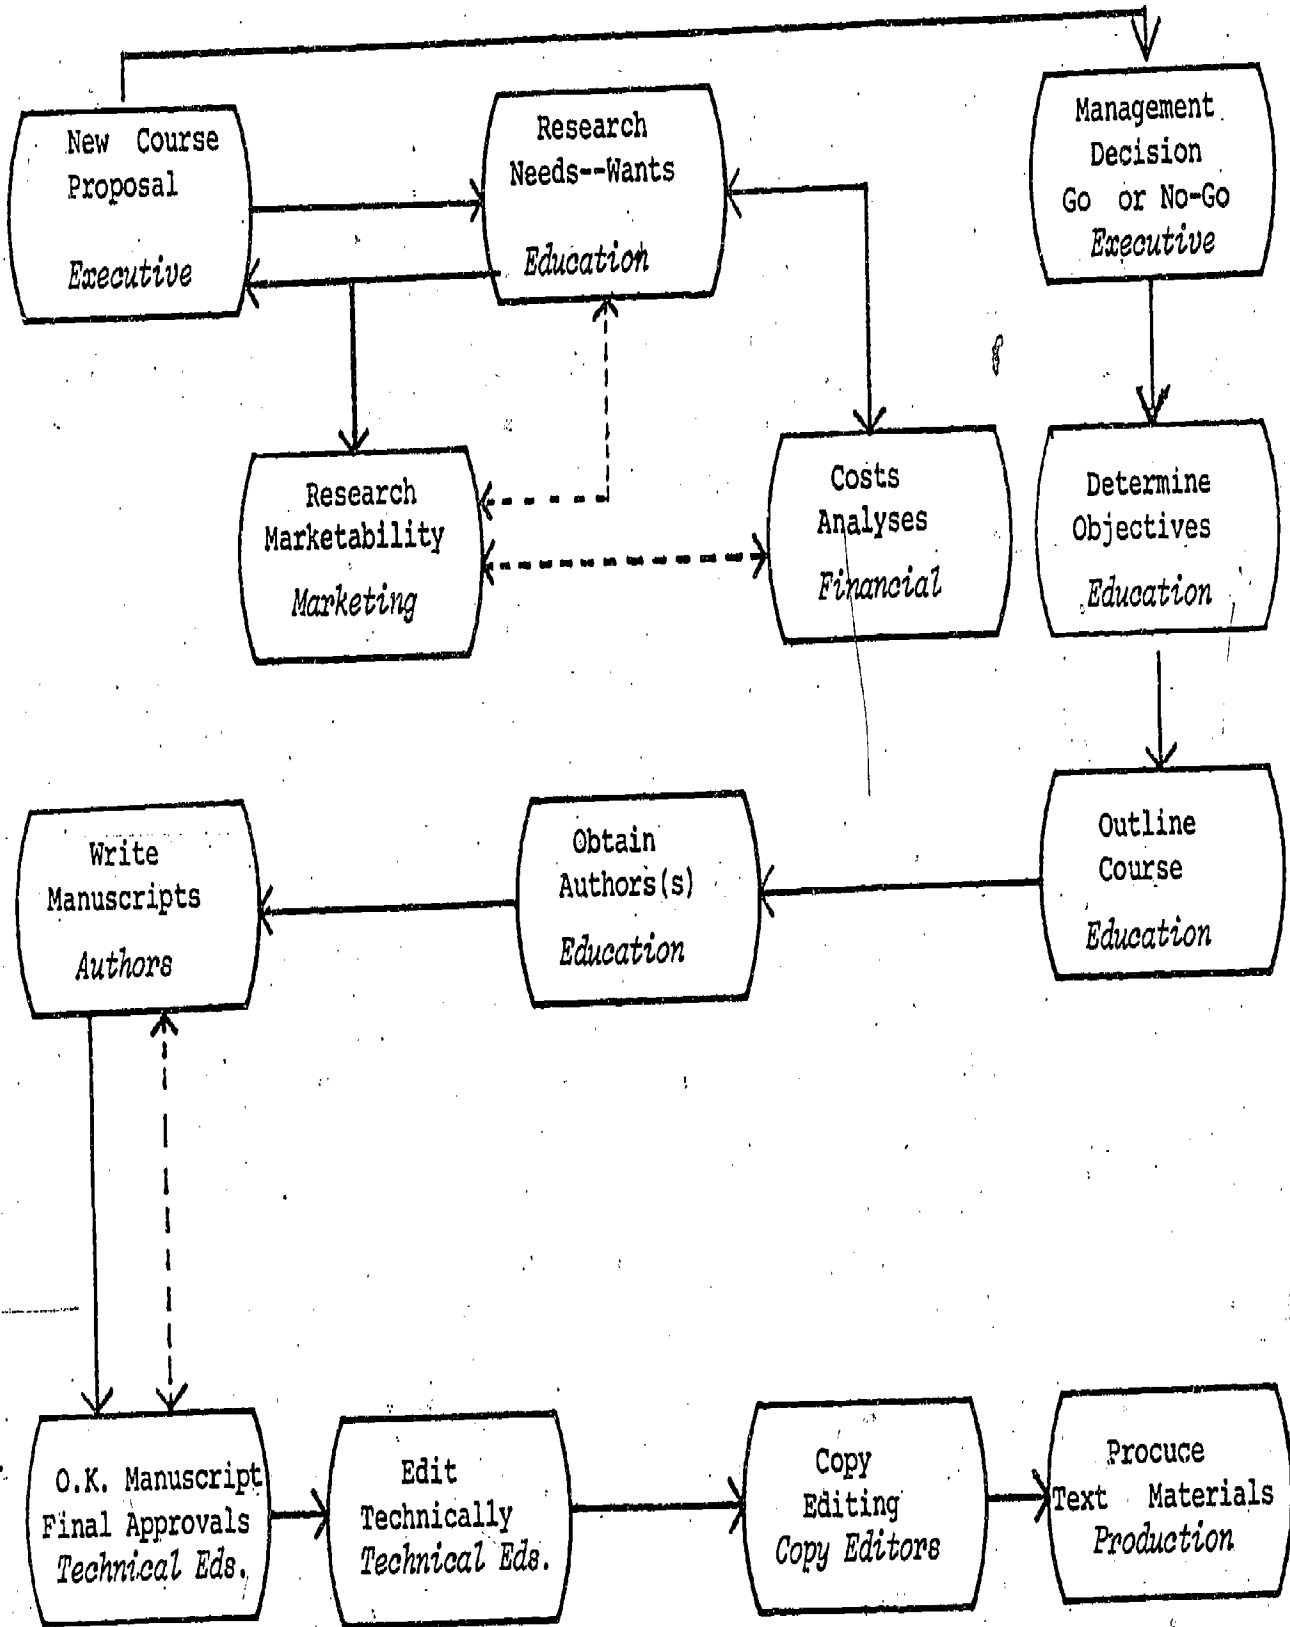 New Course
Proposal
Executive
Research
Needs--Wants
Education
Management
Decision
Go or No-Go
Executive
Research
Marketability
Marketing
Costs
Analyses
Financial
Determine
Objectives
Education
Write
Manuscripts
Authors
Obtain
Authors(s)
Education
Outline
Course
Education
O.K. Manuscript
Final Approvals
Technical Eds.
Edit
Technically
Technical Eds.
Copy
Editing
Copy Editors
Procuce
Text Materials
Production